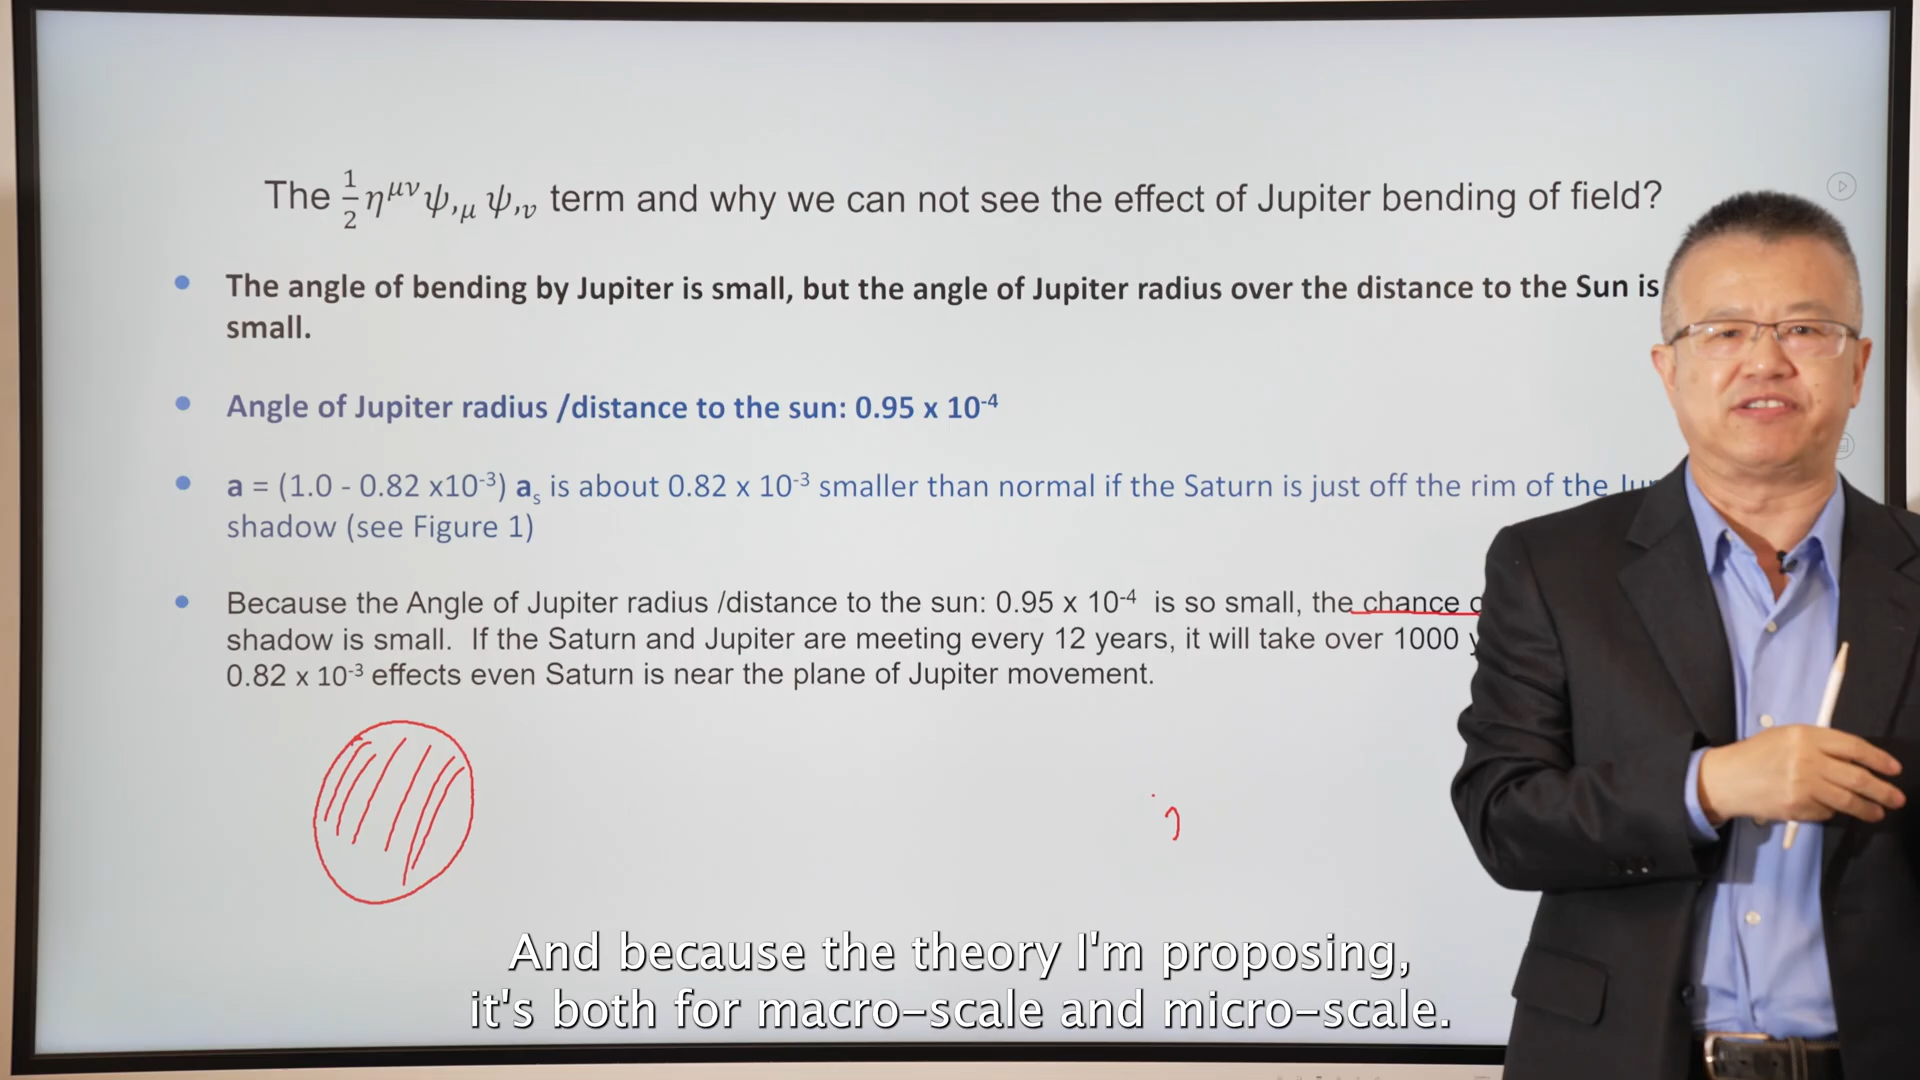 The ½ η^μν ψ,μ ψ,ν term and why we can not see the effect of Jupiter bending of field?
The angle of bending by Jupiter is small, but the angle of Jupiter radius over the distance to the Sun is
small.
Angle of Jupiter radius /distance to the sun: 0.95 x 10⁻⁴
a = (1.0 - 0.82 x10⁻³) aₛ is about 0.82 x 10⁻³ smaller than normal if the Saturn is just off the rim of the
shadow (see Figure 1)
Because the Angle of Jupiter radius /distance to the sun: 0.95 x 10⁻⁴ is so small, the chance
shadow is small. If the Saturn and Jupiter are meeting every 12 years, it will take over 1000
0.82 x 10⁻³ effects even Saturn is near the plane of Jupiter movement.
And because the theory I'm proposing,
it's both for macro-scale and micro-scale.